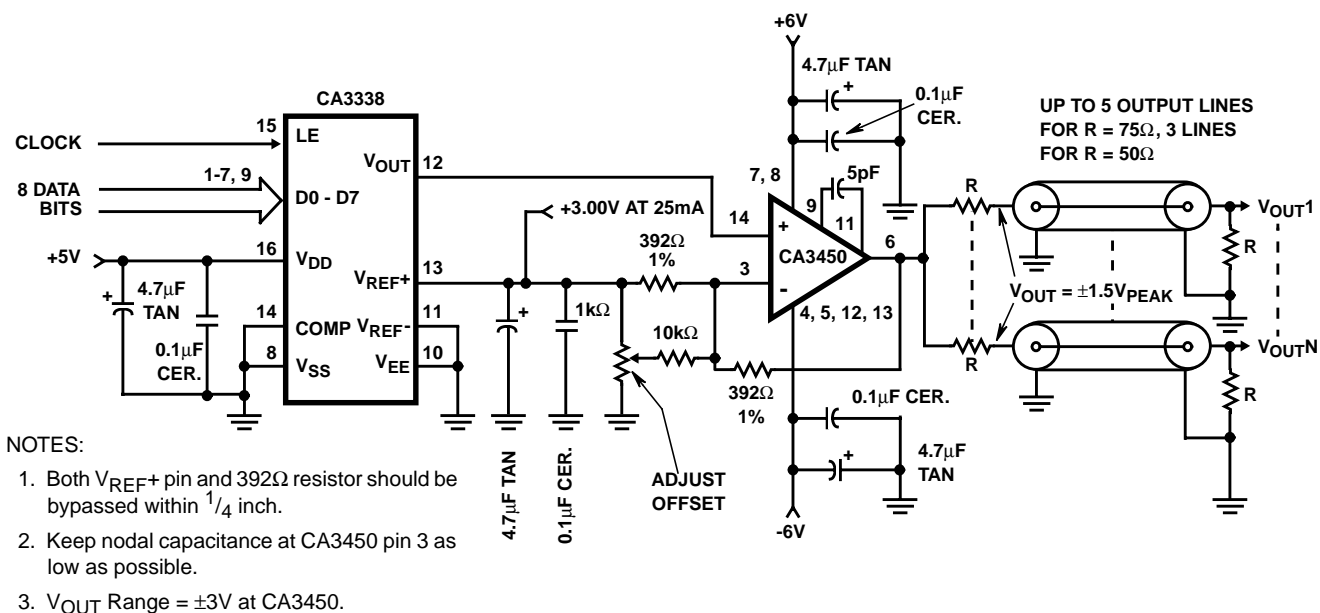 +6V
4.7μF TAN
+
0.1μF
CER.
UP TO 5 OUTPUT LINES
FOR R = 75Ω, 3 LINES
FOR R = 50Ω
CA3338
CLOCK
15
LE
VOUT
12
8 DATA
BITS
1-7, 9
D0 - D7
+5V
16
VDD
VREF+
13
+
4.7μF
TAN
0.1μF
CER.
14
COMP
VREF-
11
8
VSS
VEE
10
+3.00V AT 25mA
392Ω
1%
1kΩ
10kΩ
392Ω
1%
+
4.7μF TAN
0.1μF CER.
ADJUST
OFFSET
7, 8
5pF
9
11
14
+
CA3450
6
3
-
4, 5, 12, 13
0.1μF CER.
+
4.7μF
TAN
-6V
R
VOUT1
R
VOUT = ±1.5VPEAK
R
VOUTN
R
NOTES:
1. Both VREF+ pin and 392Ω resistor should be
bypassed within 1/4 inch.
2. Keep nodal capacitance at CA3450 pin 3 as
low as possible.
3. VOUT Range = ±3V at CA3450.